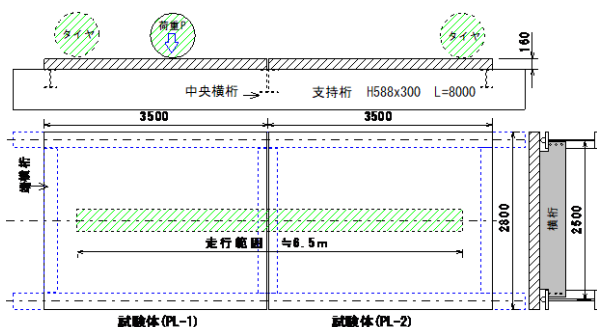 タイヤ
荷重P
タイヤ
160
中央横桁
支持桁 H588x300 L=8000
3500
3500
端横桁
走行範囲 ≒6.5m
2800
横桁
2500
試験体(PL-1)
試験体(PL-2)